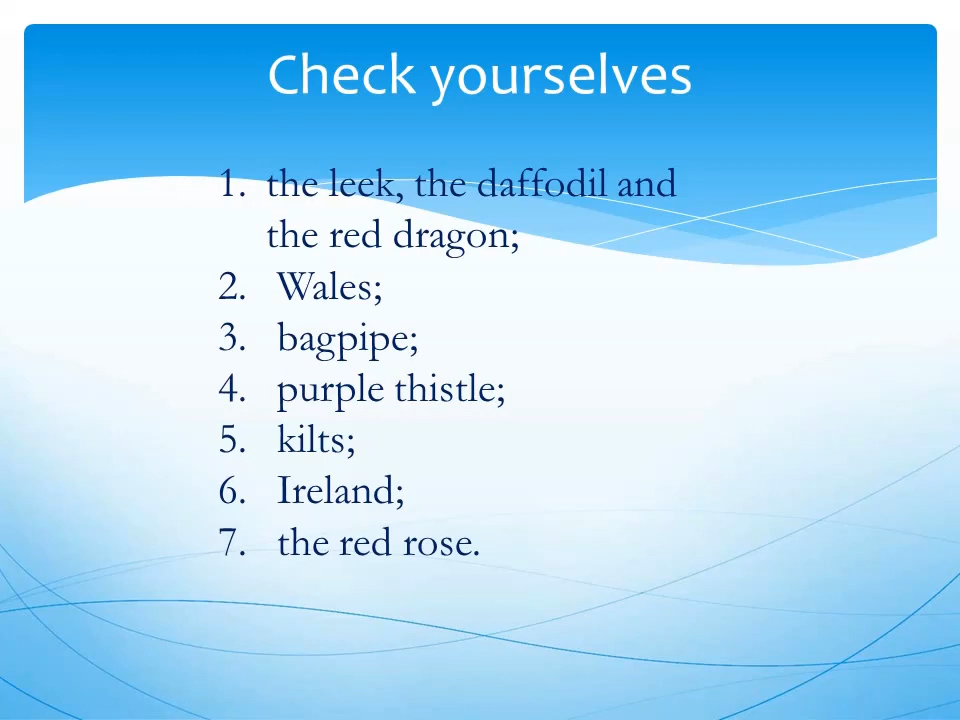 Check yourselves
1. the leek, the daffodil and
the red dragon;
2. Wales;
3. bagpipe;
4. purple thistle;
5. kilts;
6. Ireland;
7. the red rose.